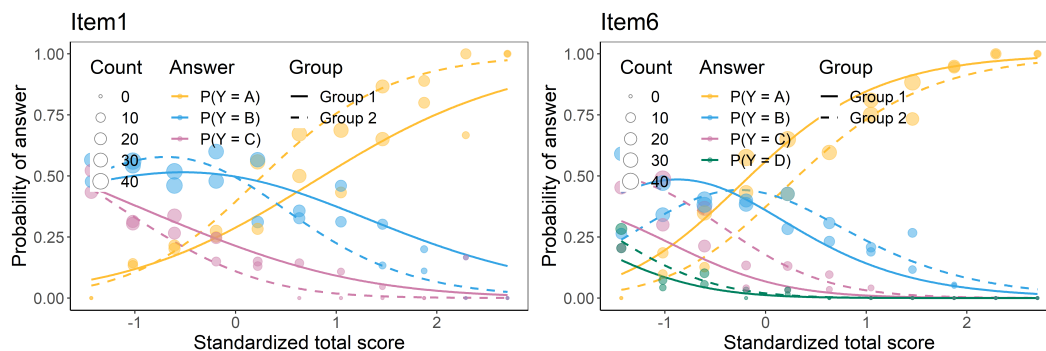 Item1
Probability of answer
1.00
0.75
0.50
0.25
0.00
Count
0
10
20
30
40
Answer
P(Y = A)
P(Y = B)
P(Y = C)
Group
Group 1
Group 2
-1 0 1 2
Standardized total score
Item6
Probability of answer
1.00
0.75
0.50
0.25
0.00
Count
0
10
20
30
40
Answer
P(Y = A)
P(Y = B)
P(Y = C)
P(Y = D)
Group
Group 1
Group 2
-1 0 1 2
Standardized total score